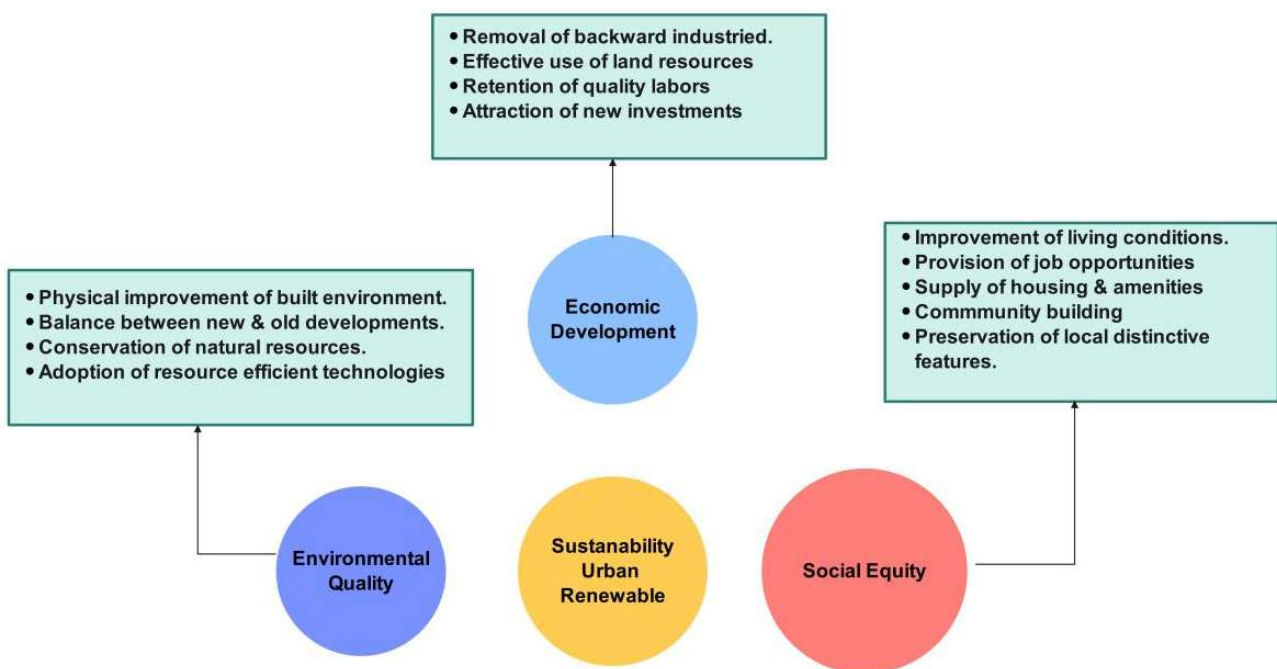 • Removal of backward industried.
• Effective use of land resources
• Retention of quality labors
• Attraction of new investments
• Improvement of living conditions.
• Provision of job opportunities
• Supply of housing & amenities
• Commmunity building
• Preservation of local distinctive
features.
• Physical improvement of built environment.
• Balance between new & old developments.
• Conservation of natural resources.
• Adoption of resource efficient technologies
Economic
Development
Environmental
Quality
Sustanability
Urban
Renewable
Social Equity